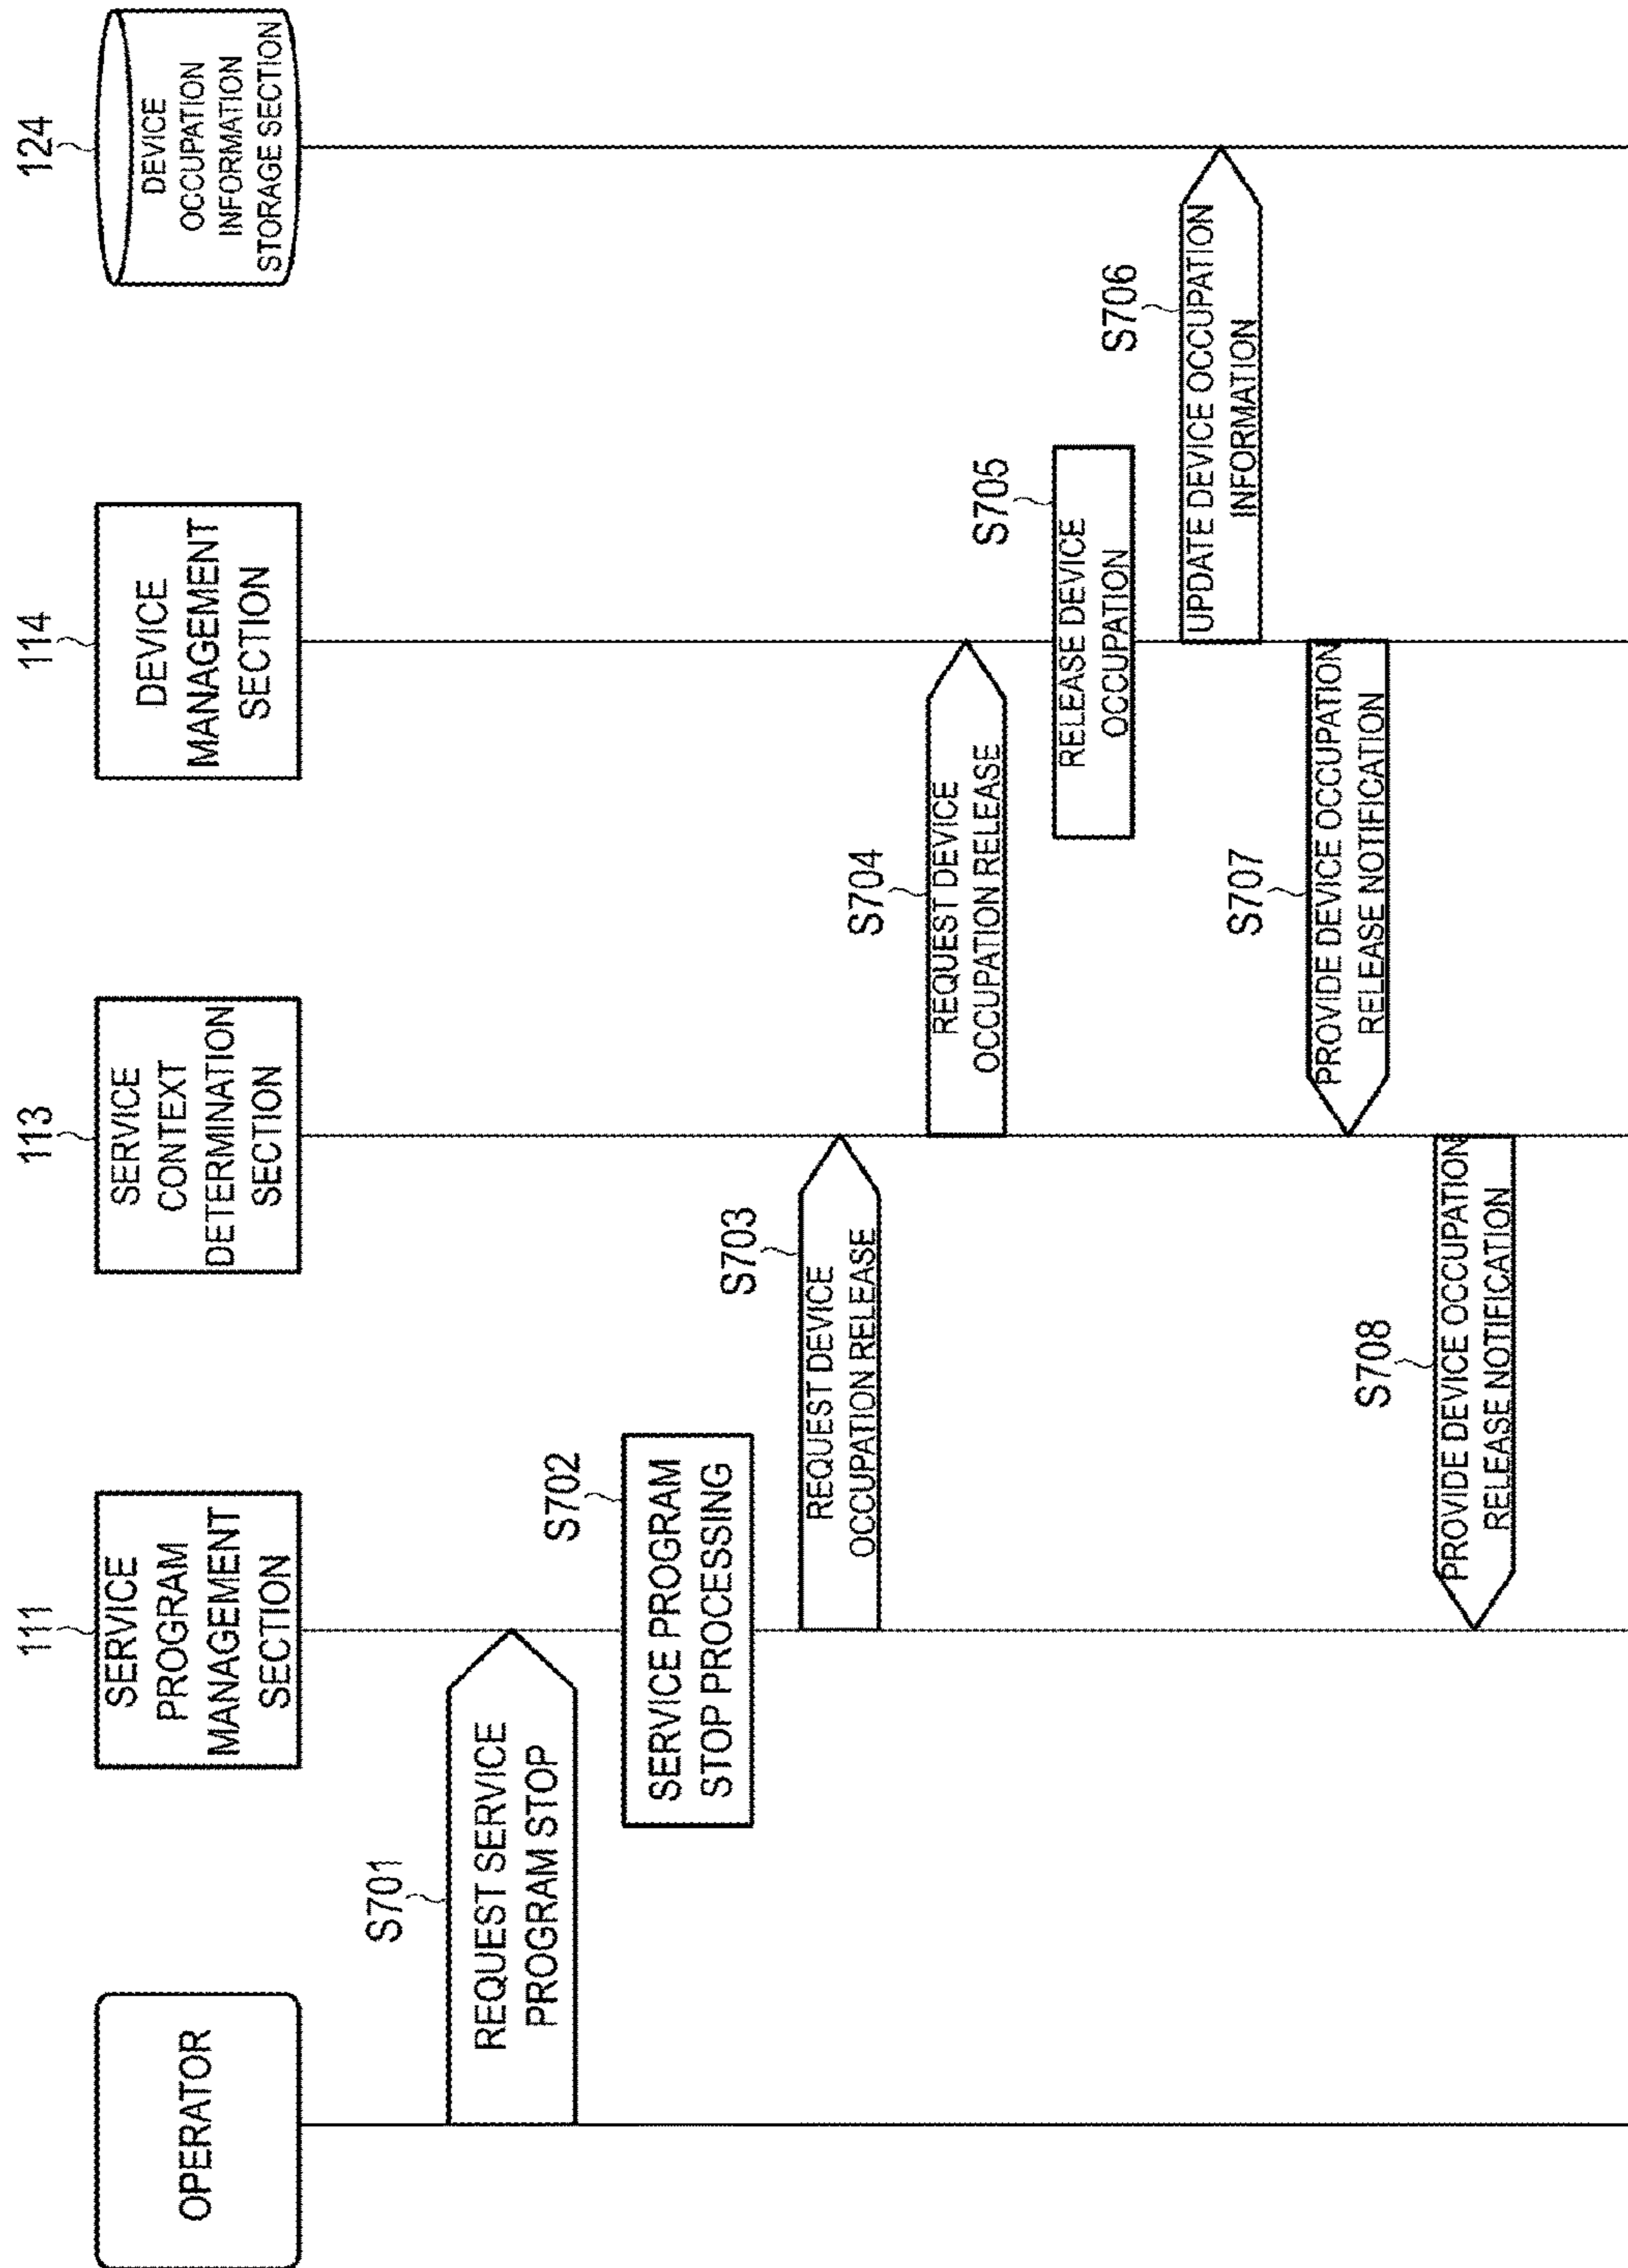 OPERATOR
111
SERVICE
PROGRAM
MANAGEMENT
SECTION
113
SERVICE
CONTEXT
DETERMINATION
SECTION
114
DEVICE
MANAGEMENT
SECTION
124
DEVICE
OCCUPATION
INFORMATION
STORAGE SECTION
S701
REQUEST SERVICE
PROGRAM STOP
S702
SERVICE PROGRAM
STOP PROCESSING
S703
REQUEST DEVICE
OCCUPATION RELEASE
S704
REQUEST DEVICE
OCCUPATION RELEASE
S705
RELEASE DEVICE
OCCUPATION
S706
UPDATE DEVICE OCCUPATION
INFORMATION
S707
PROVIDE DEVICE OCCUPATION
RELEASE NOTIFICATION
S708
PROVIDE DEVICE OCCUPATION
RELEASE NOTIFICATION